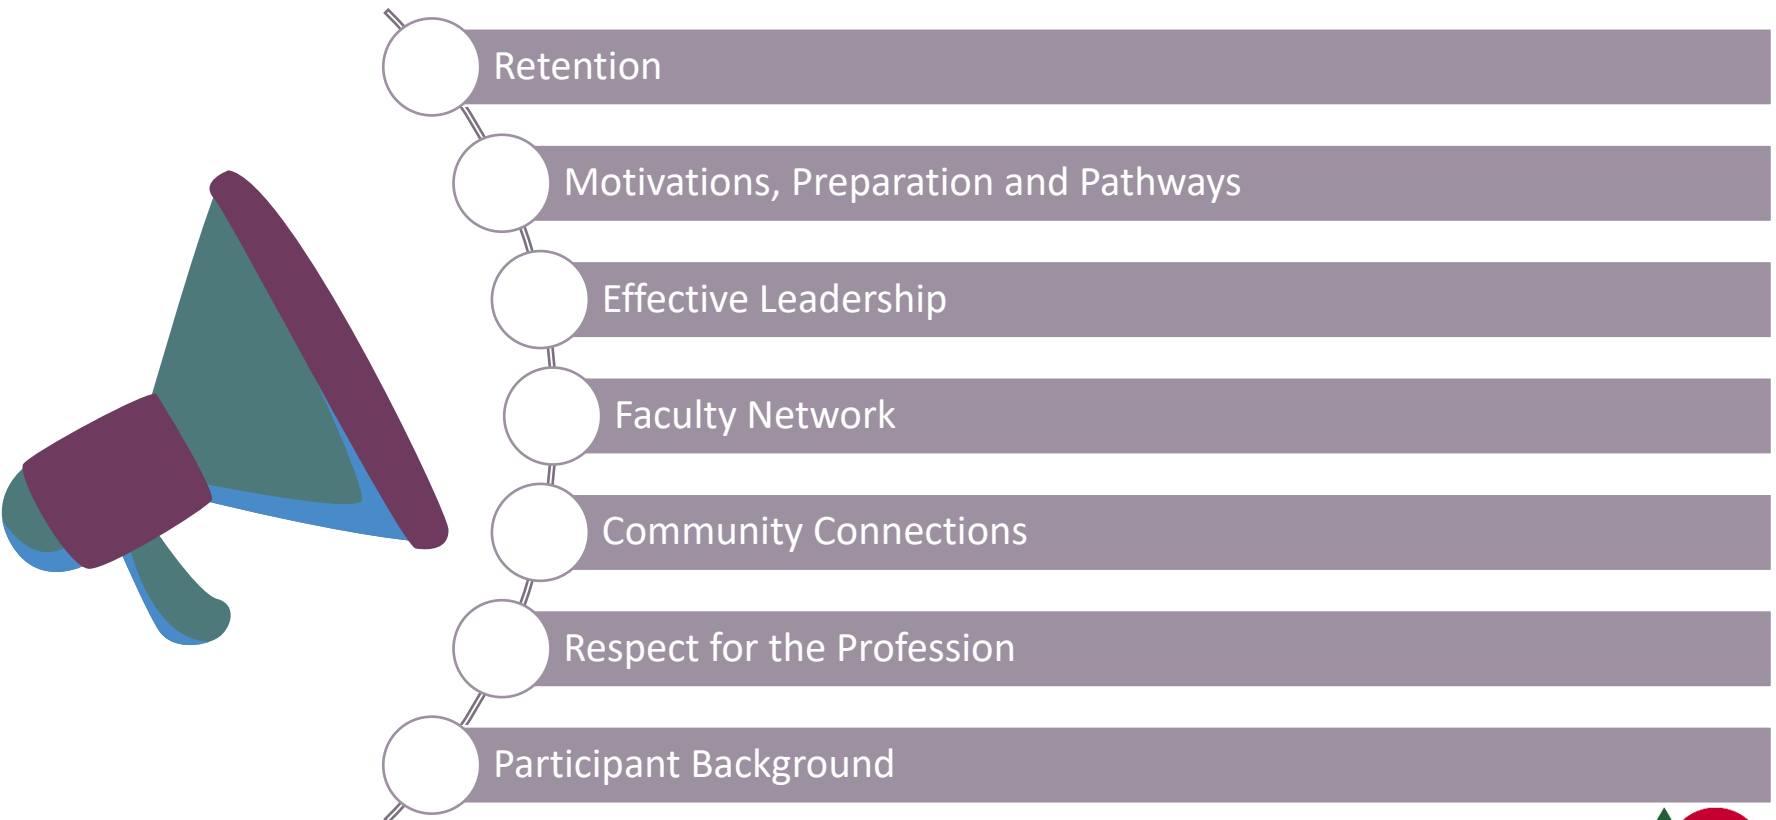 Retention
Motivations, Preparation and Pathways
Effective Leadership
Faculty Network
Community Connections
Respect for the Profession
Participant Background